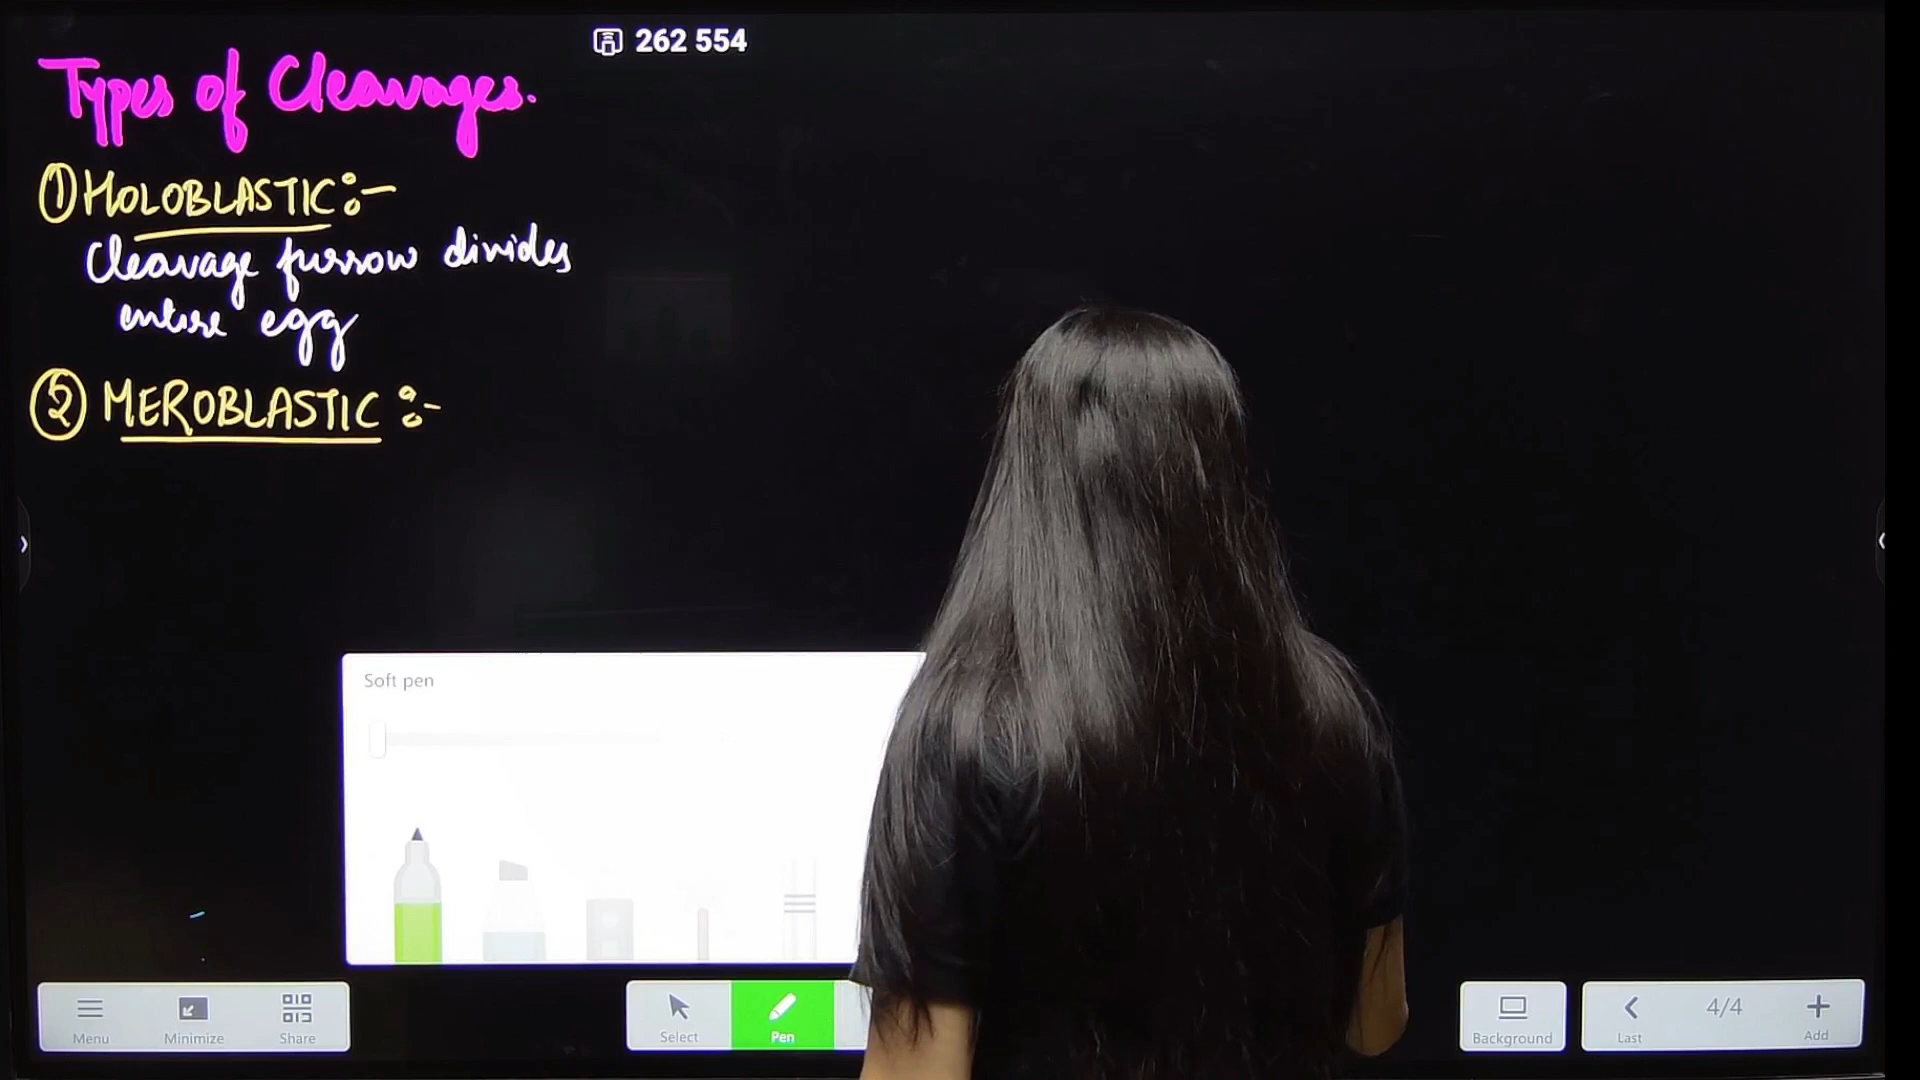 262 554
Types of Cleavages.
① HOLOBLASTIC :-
Cleavage furrow divides
entire egg
② MEROBLASTIC :-
Soft pen
Menu
Minimize
Share
Select
Pen
Background
Last
4/4
Add